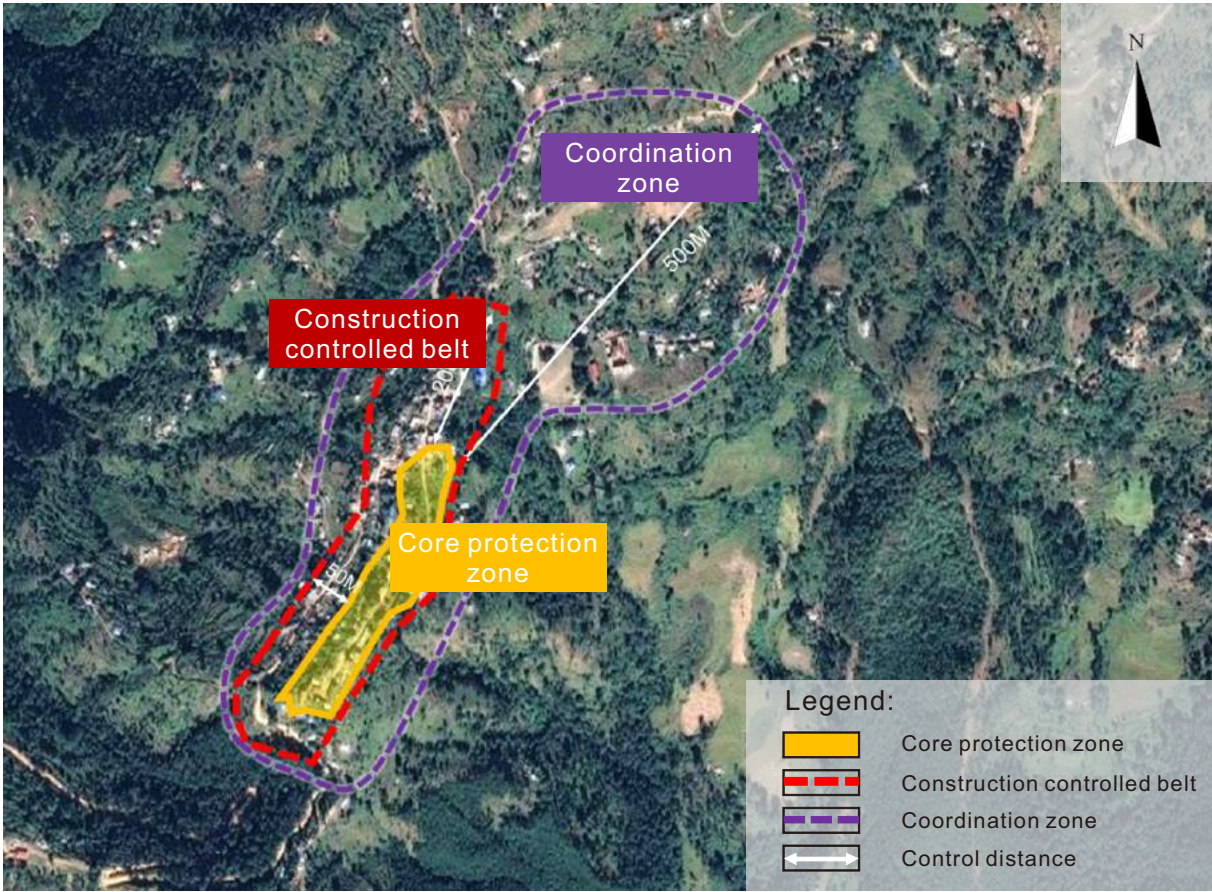 N
Coordination
zone
500M
Construction
controlled belt
Core protection
zone
50M
Legend:
Core protection zone
Construction controlled belt
Coordination zone
Control distance